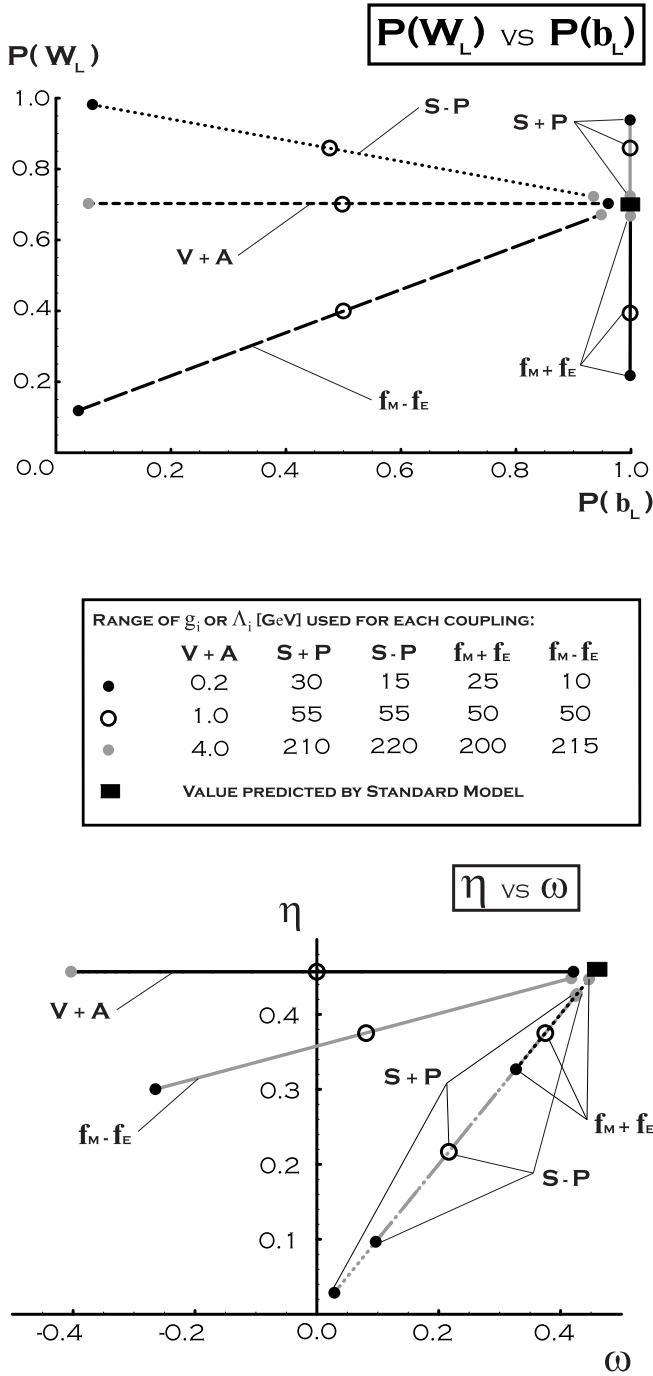 P(W_L) VS P(b_L)
P(W_L)
1.0
S-P
S+P
0.8
0.6
V+A
0.4
f_M+f_E
0.2
f_M-f_E
0.0 0.2 0.4 0.6 0.8 1.0
P(b_L)
RANGE OF g_i OR Λ_i [GeV] USED FOR EACH COUPLING:
V+A S+P S-P f_M+f_E f_M-f_E
0.2 30 15 25 10
1.0 55 55 50 50
4.0 210 220 200 215
VALUE PREDICTED BY STANDARD MODEL
η VS ω
η
V+A
0.4
S+P
0.3
f_M-f_E
f_M+f_E
0.2
S-P
0.1
-0.4 -0.2 0.0 0.2 0.4
ω